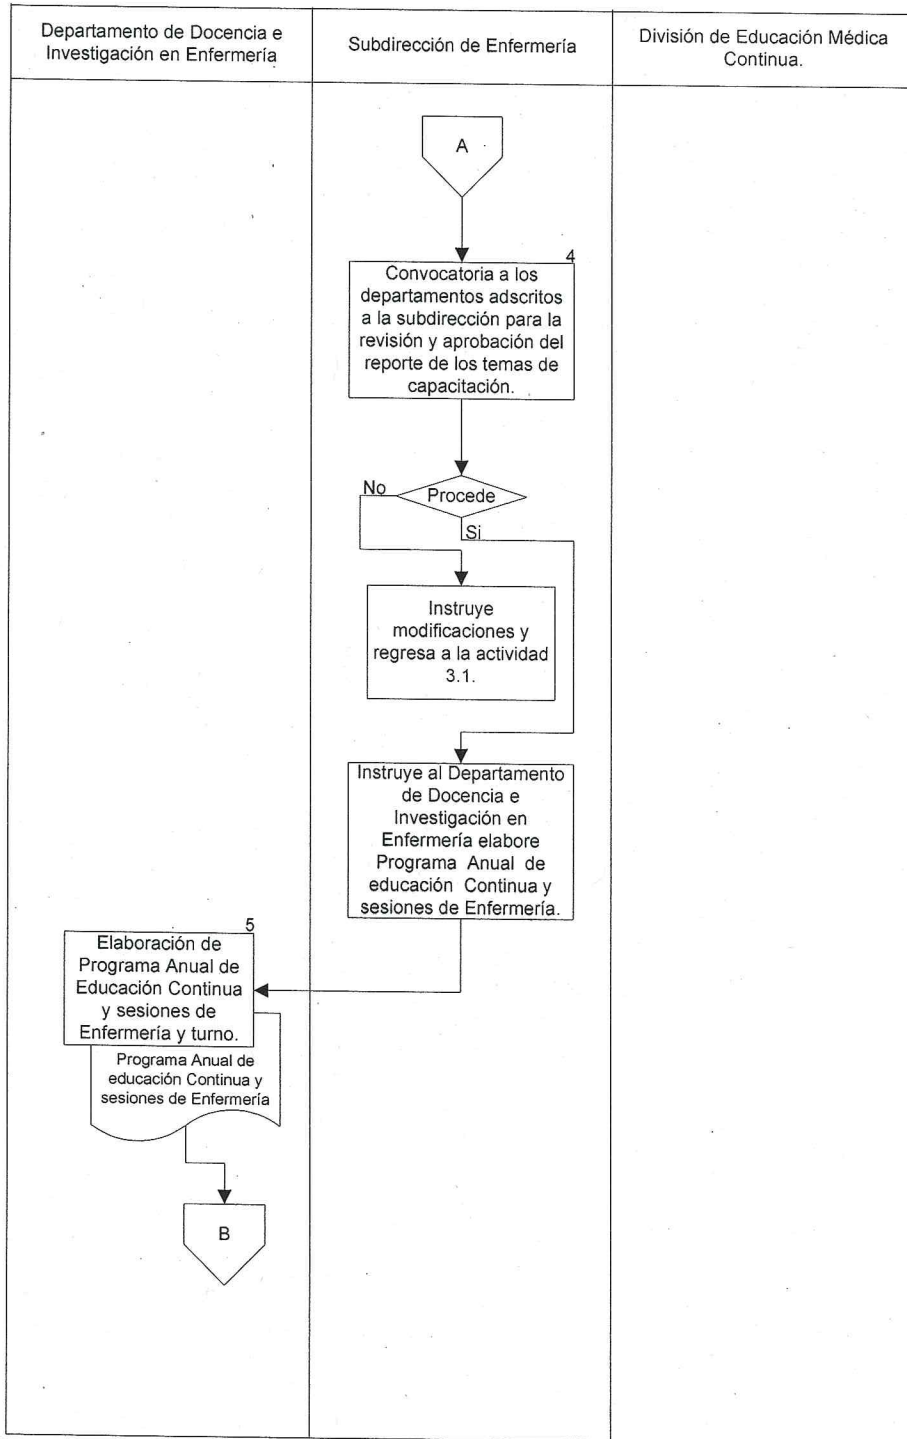 Departamento de Docencia e
Investigación en Enfermería
Subdirección de Enfermería
División de Educación Médica
Continua.
A
4
Convocatoria a los
departamentos adscritos
a la subdirección para la
revisión y aprobación del
reporte de los temas de
capacitación.
No
Procede
Si
Instruye
modificaciones y
regresa a la actividad
3.1.
Instruye al Departamento
de Docencia e
Investigación en
Enfermería elabore
Programa Anual de
educación Continua y
sesiones de Enfermería.
5
Elaboración de
Programa Anual de
Educación Continua
y sesiones de
Enfermería y turno.
Programa Anual de
educación Continua y
sesiones de Enfermería
B